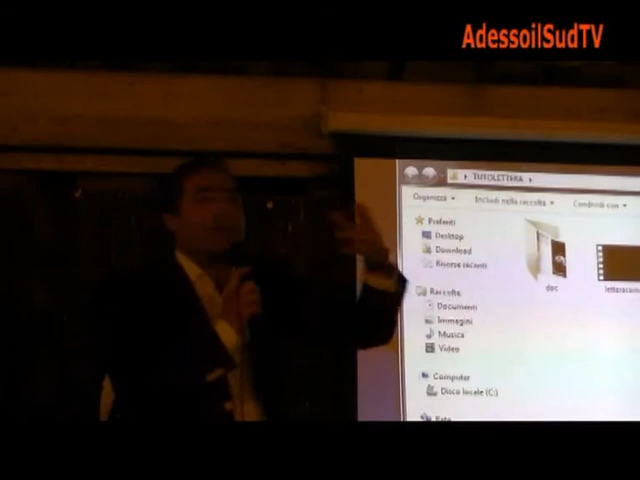 AdessoilSudTV
Organizza
Includi nella raccolta
Condividi con
Preferiti
Desktop
Download
Risorse recenti
doc
Raccolte
Documenti
Immagini
Musica
Video
Computer
Disco locale (C:)
Rete